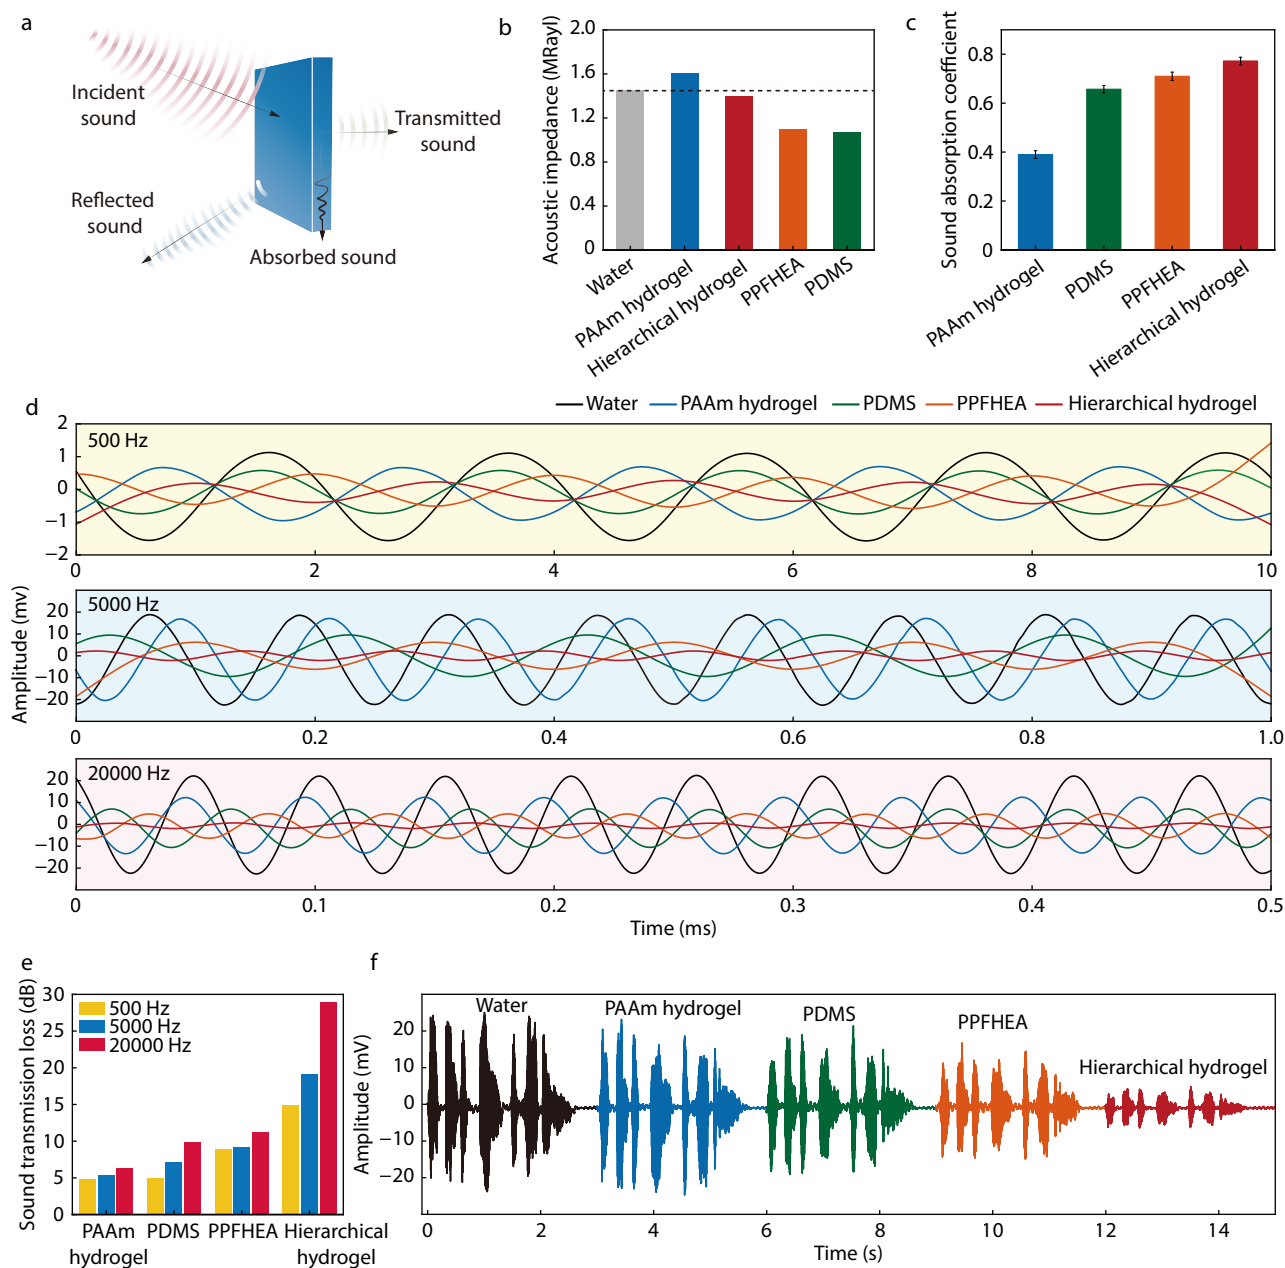 a
Incident
sound
Transmitted
sound
Reflected
sound
Absorbed sound
b
Acoustic impedance (MRayl)
2.0
1.6
1.2
0.8
0.4
0
Water
PAAm hydrogel
Hierarchical hydrogel
PPFHEA
PDMS
c
Sound absorption coefficient
0.8
0.6
0.4
0.2
0
PAAm hydrogel
PDMS
PPFHEA
Hierarchical hydrogel
d
Water PAAm hydrogel PDMS PPFHEA Hierarchical hydrogel
500 Hz
2
1
0
−1
−2
0 2 4 6 8 10
Amplitude (mv)
5000 Hz
20
10
0
−10
−20
0 0.2 0.4 0.6 0.8 1.0
20000 Hz
20
10
0
−10
−20
0 0.1 0.2 0.3 0.4 0.5
Time (ms)
e
Sound transmission loss (dB)
30
25
20
15
10
5
0
500 Hz
5000 Hz
20000 Hz
PAAm
hydrogel
PDMS
PPFHEA
Hierarchical
hydrogel
f
Amplitude (mV)
20
10
0
−10
−20
Water
PAAm hydrogel
PDMS
PPFHEA
Hierarchical hydrogel
0 2 4 6 8 10 12 14
Time (s)